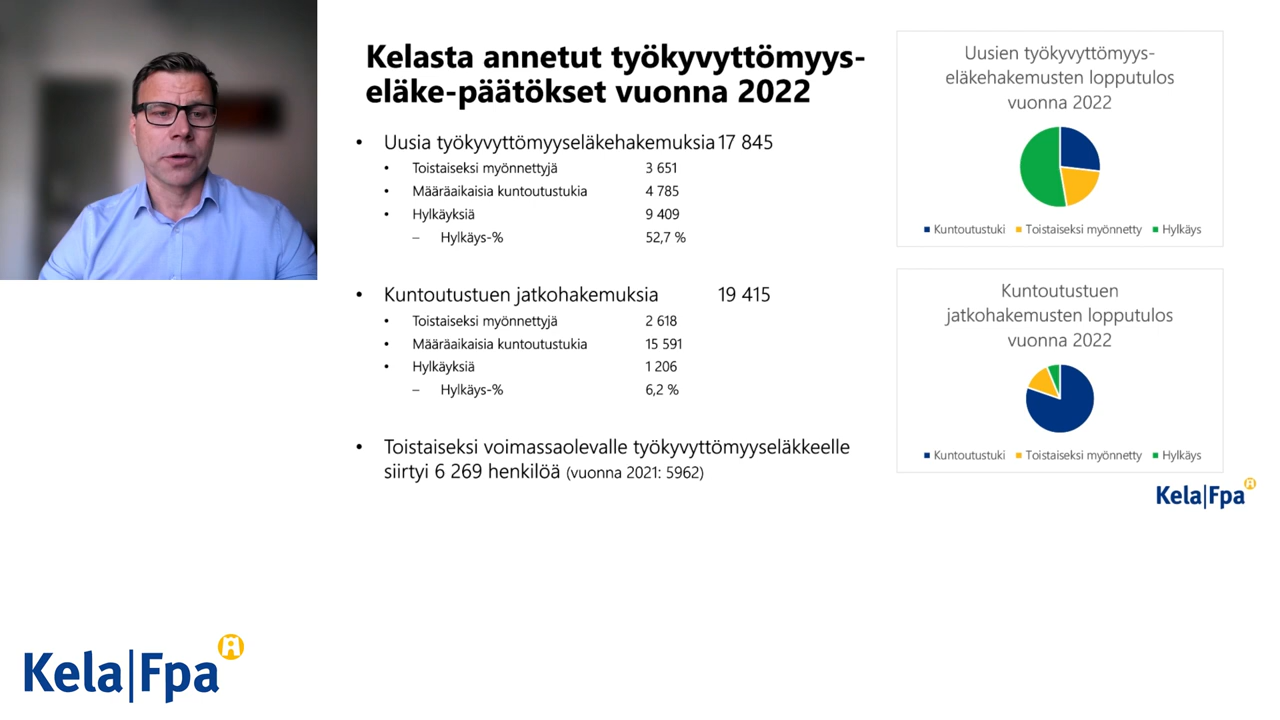 Kelasta annetut työkyvyttömyys-
eläke-päätökset vuonna 2022
• Uusia työkyvyttömyyseläkehakemuksia 17 845
• Toistaiseksi myönnettyjä 3 651
• Määräaikaisia kuntoutustukia 4 785
• Hylkäyksiä 9 409
– Hylkäys-% 52,7 %
• Kuntoutustuen jatkohakemuksia 19 415
• Toistaiseksi myönnettyjä 2 618
• Määräaikaisia kuntoutustukia 15 591
• Hylkäyksiä 1 206
– Hylkäys-% 6,2 %
• Toistaiseksi voimassaolevalle työkyvyttömyyseläkkeelle
siirtyi 6 269 henkilöä (vuonna 2021: 5962)
Uusien työkyvyttömyys-
eläkehakemusten lopputulos
vuonna 2022
Kuntoutustuki Toistaiseksi myönnetty Hylkäys
Kuntoutustuen
jatkohakemusten lopputulos
vuonna 2022
Kuntoutustuki Toistaiseksi myönnetty Hylkäys
Kela|Fpa
Kela|Fpa